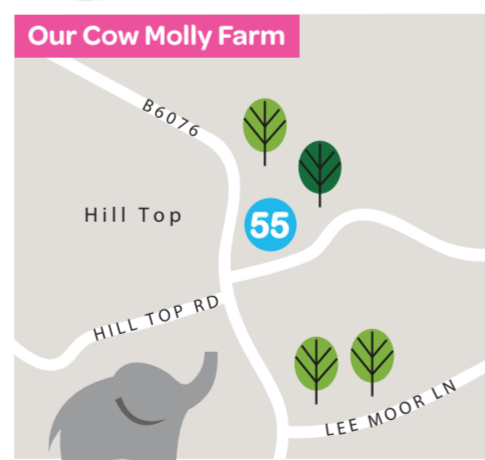 Our Cow Molly Farm
B6076
Hill Top
55
HILL TOP RD
LEE MOOR LN